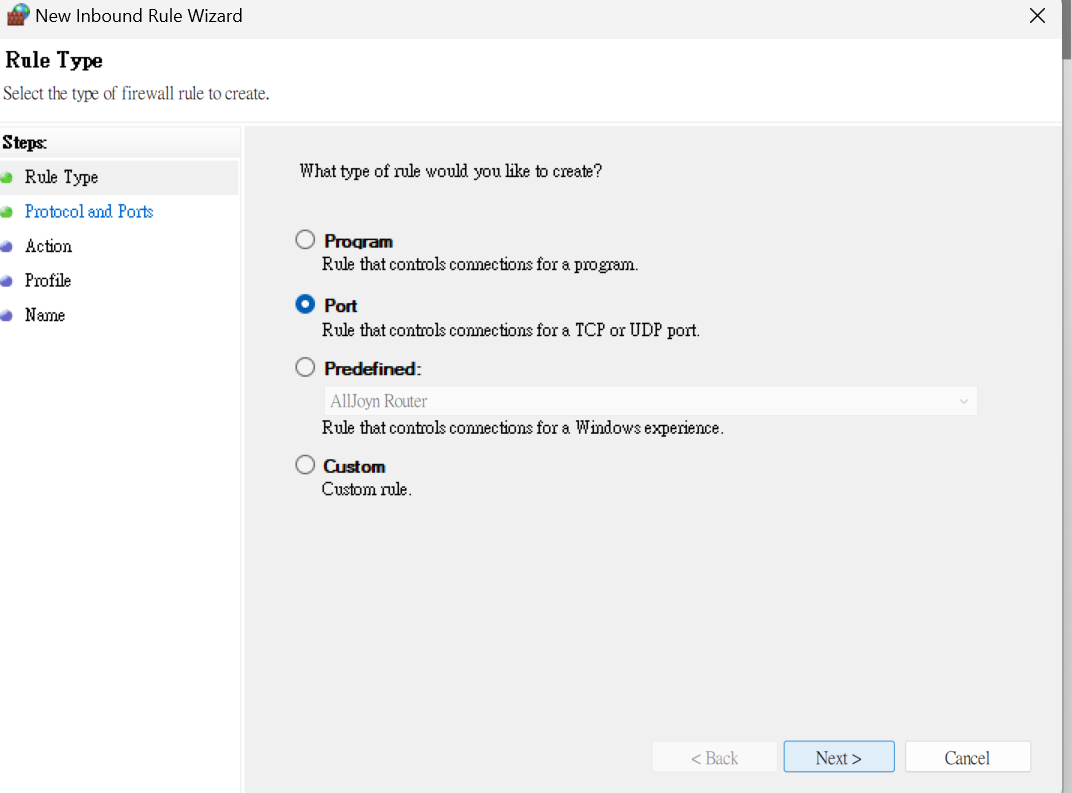 New Inbound Rule Wizard
Rule Type
Select the type of firewall rule to create.
Steps:
Rule Type
Protocol and Ports
Action
Profile
Name
What type of rule would you like to create?
Program
Rule that controls connections for a program.
Port
Rule that controls connections for a TCP or UDP port.
Predefined:
AllJoyn Router
Rule that controls connections for a Windows experience.
Custom
Custom rule.
< Back
Next >
Cancel